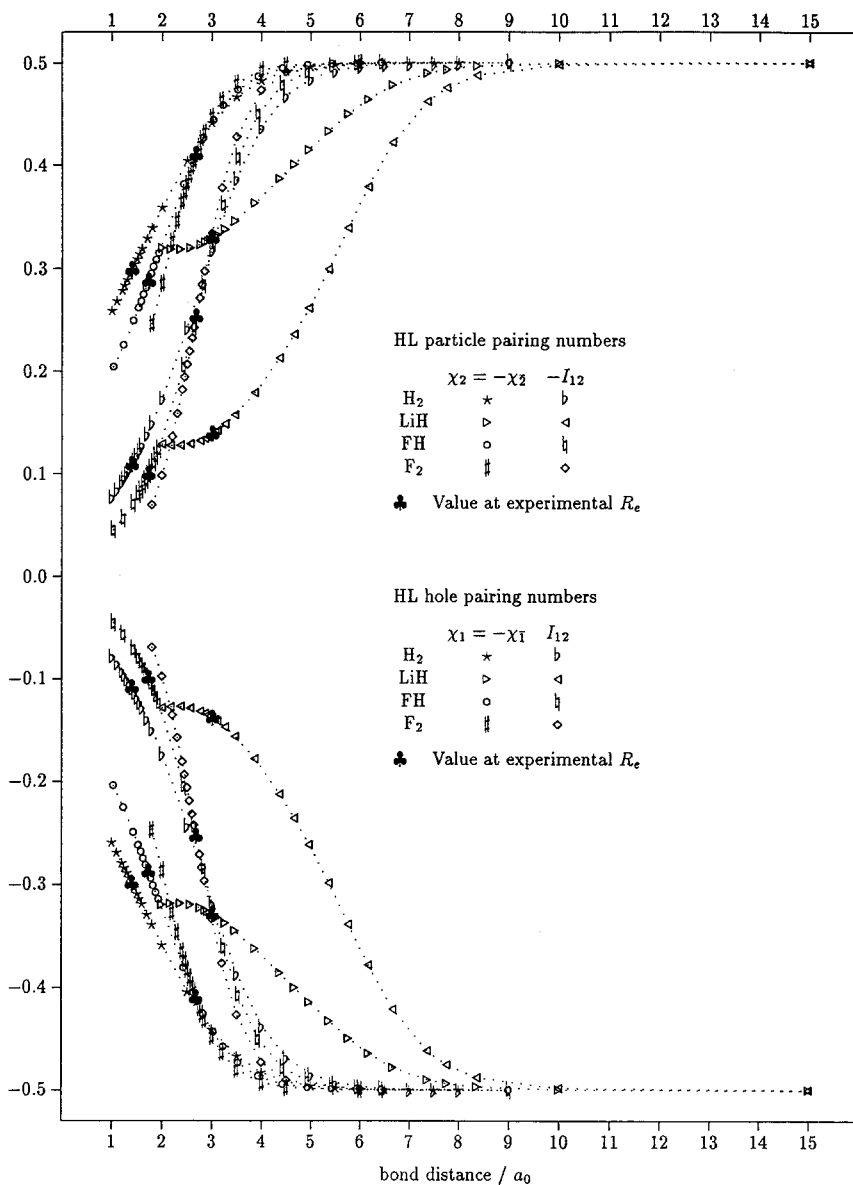 1 2 3 4 5 6 7 8 9 10 11 12 13 14 15
0.5
0.4
0.3
0.2
0.1
0.0
−0.1
−0.2
−0.3
−0.4
−0.5
HL particle pairing numbers
χ₂ = −χ₂̄ −I₁₂
H₂
LiH
FH
F₂
♣ Value at experimental Rₑ
HL hole pairing numbers
χ₁ = −χ₁̄ I₁₂
H₂
LiH
FH
F₂
♣ Value at experimental Rₑ
1 2 3 4 5 6 7 8 9 10 11 12 13 14 15
bond distance / a₀